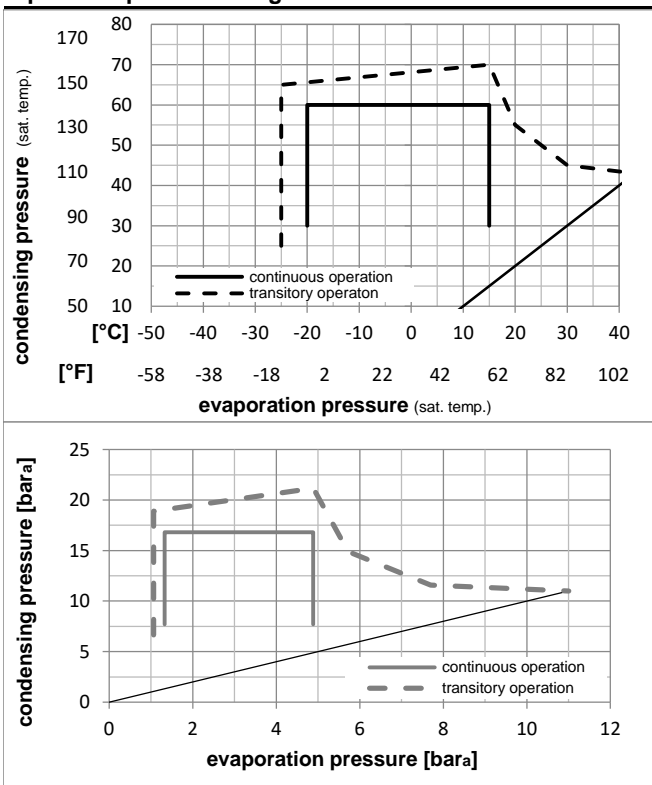 170 80
150 70
130 60
50
110 40
90 30
70 20
50 10
condensing pressure (sat. temp.)
continuous operation
transitory operaton
[°C] -50 -40 -30 -20 -10 0 10 20 30 40
[°F] -58 -38 -18 2 22 42 62 82 102
evaporation pressure (sat. temp.)
25
20
15
10
5
0
condensing pressure [bara]
continuous operation
transitory operation
0 2 4 6 8 10 12
evaporation pressure [bara]